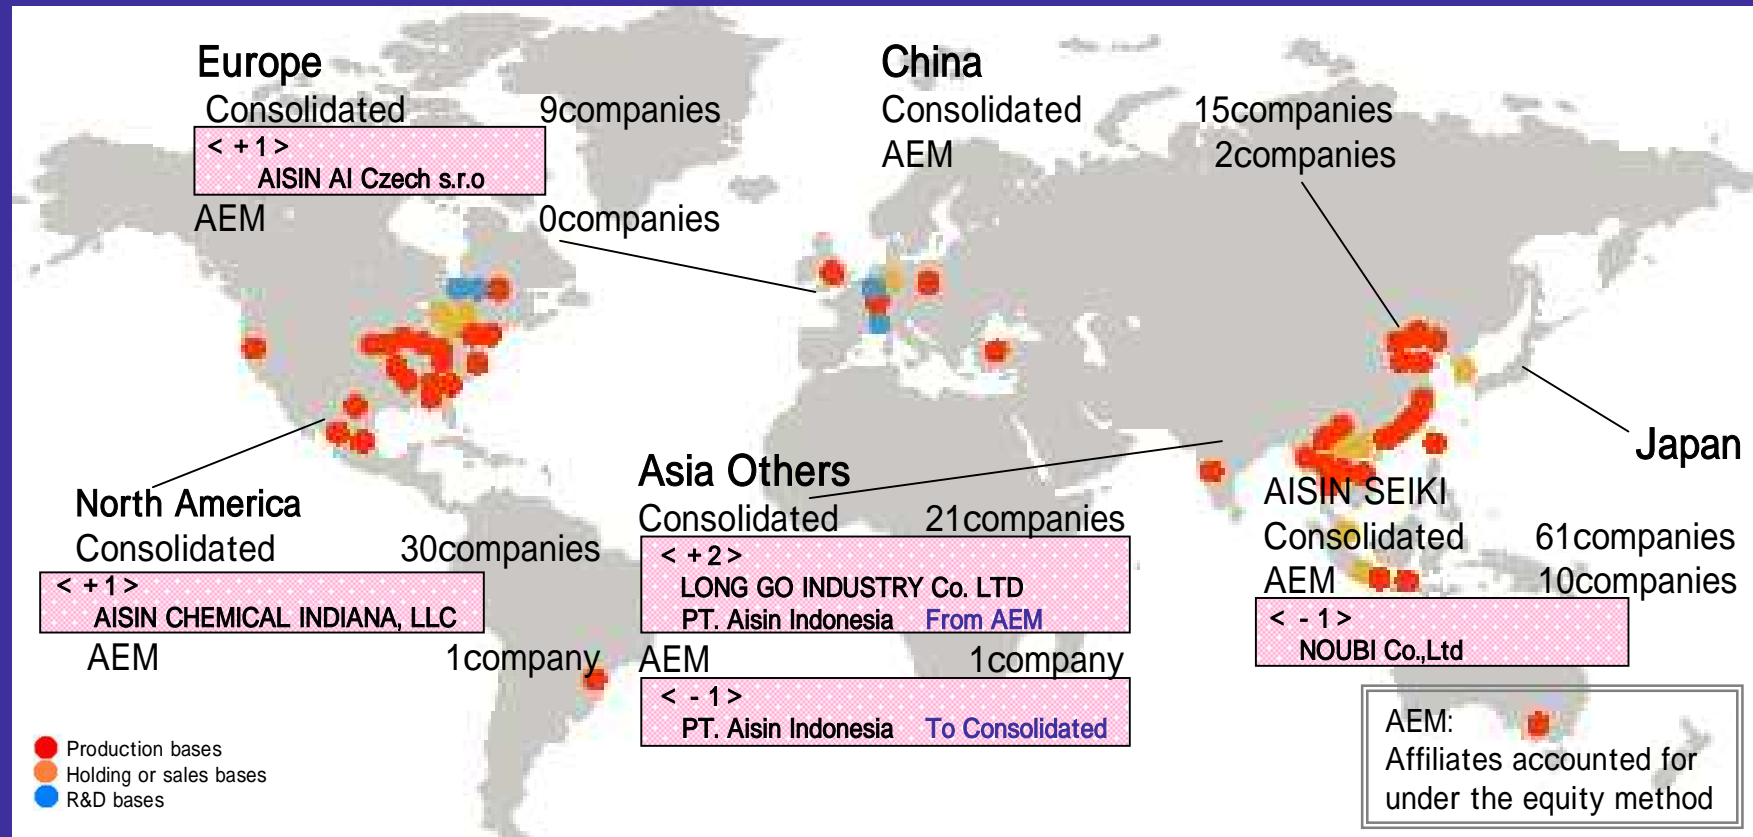 Europe
Consolidated 9companies
< + 1 >
AISIN AI Czech s.r.o
AEM 0companies
China
Consolidated 15companies
AEM 2companies
Japan
AISIN SEIKI
Consolidated 61companies
AEM 10companies
< - 1 >
NOUBI Co.,Ltd
North America
Consolidated 30companies
< + 1 >
AISIN CHEMICAL INDIANA, LLC
AEM 1company
Asia Others
Consolidated 21companies
< + 2 >
LONG GO INDUSTRY Co. LTD
PT. Aisin Indonesia From AEM
AEM 1company
< - 1 >
PT. Aisin Indonesia To Consolidated
Production bases
Holding or sales bases
R&D bases
AEM:
Affiliates accounted for
under the equity method